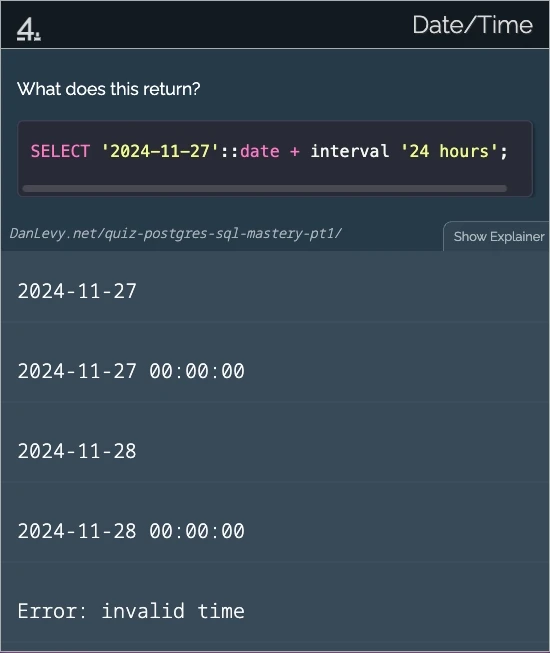 4.
Date/Time
What does this return?
SELECT '2024-11-27'::date + interval '24 hours';
DanLevy.net/quiz-postgres-sql-mastery-pt1/
Show Explainer
2024-11-27
2024-11-27 00:00:00
2024-11-28
2024-11-28 00:00:00
Error: invalid time